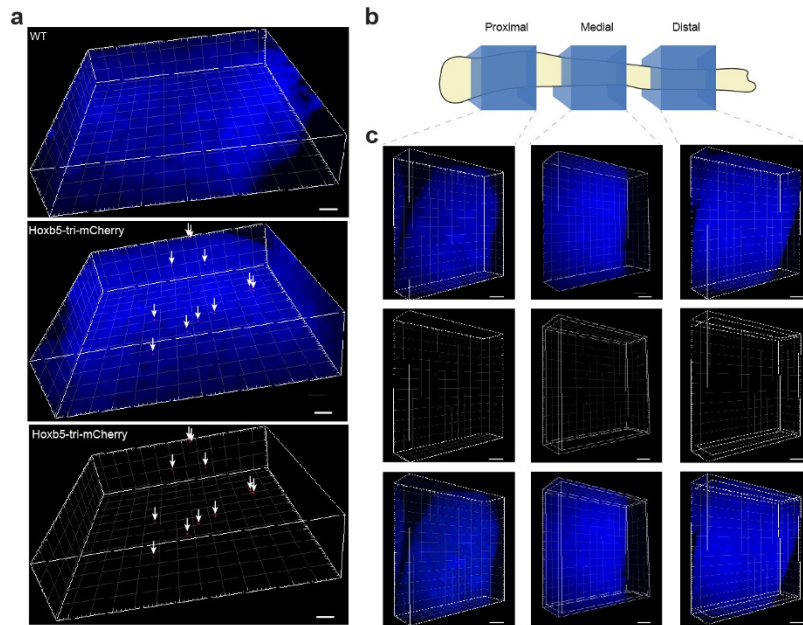 a
WT
Hoxb5-tri-mCherry
Hoxb5-tri-mCherry
b
Proximal Medial Distal
c